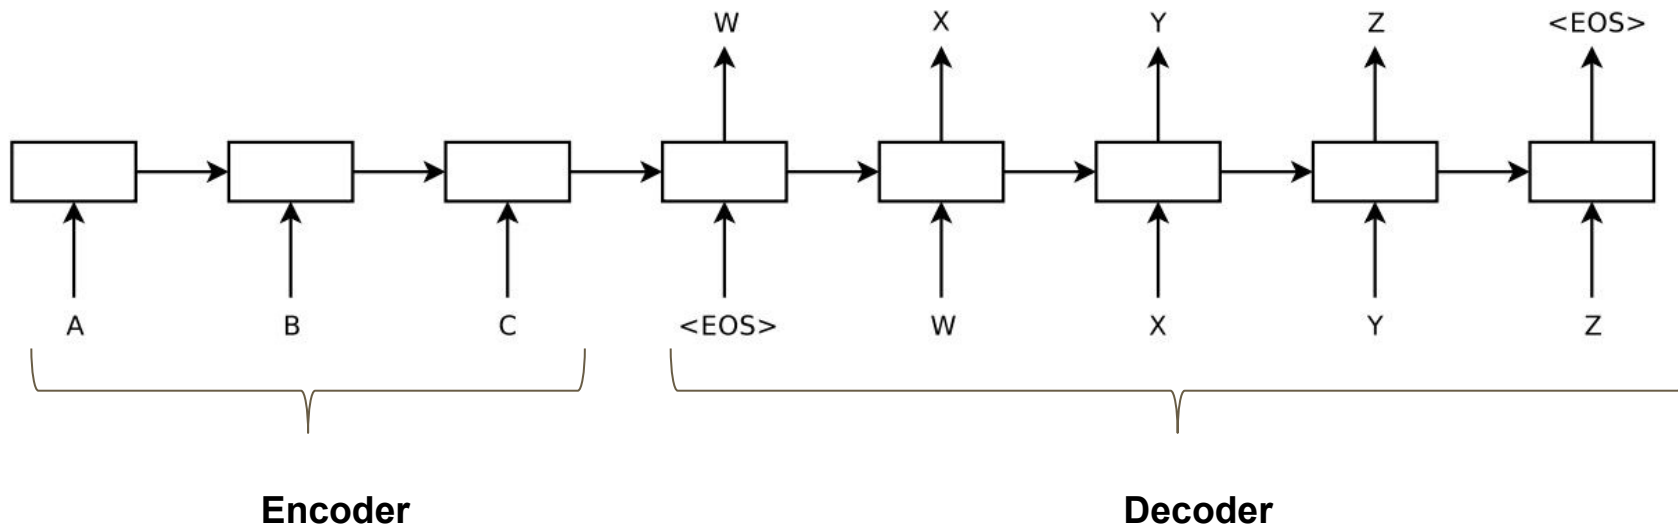 W X Y Z <EOS>
A B C <EOS> W X Y Z
Encoder Decoder